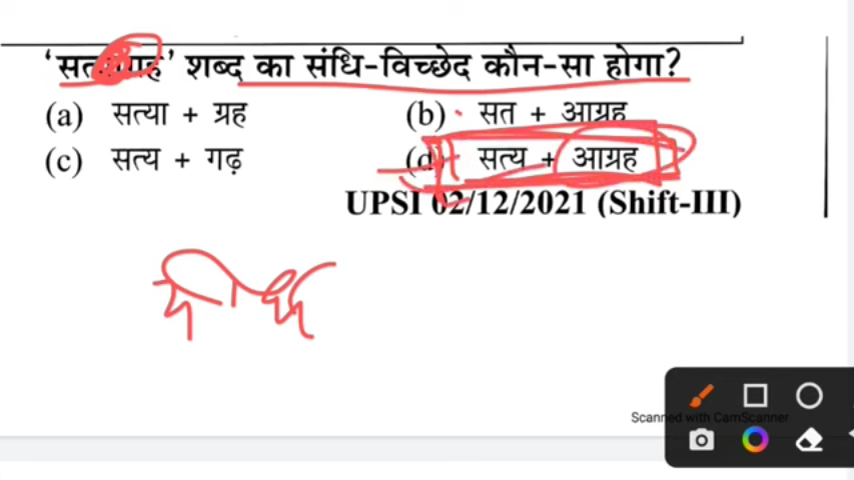 'सत्याग्रह' शब्द का संधि-विच्छेद कौन-सा होगा?
(a) सत्या + ग्रह (b) सत + आग्रह
(c) सत्य + गढ़ (d) सत्य + आग्रह
UPSI 02/12/2021 (Shift-III)
Scanned with CamScanner